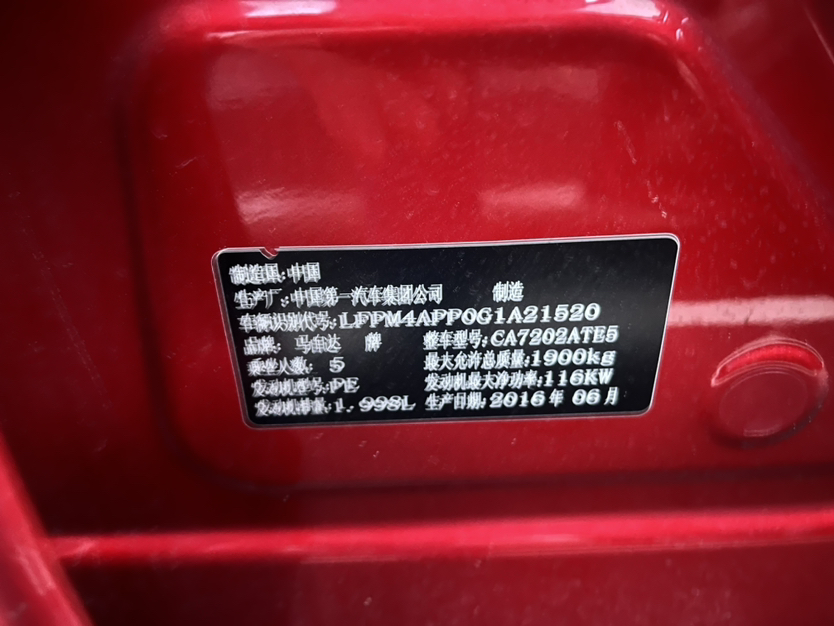 制造国:中国
生产厂:中国第一汽车集团公司 制造
车辆识别代号:LFPM4APP0G1A21520
品牌: 马自达 牌 整车型号:CA7202ATE5
乘坐人数: 5 最大允许总质量:1900kg
发动机型号:PE 发动机最大净功率:116KW
发动机排量:1.998L 生产日期:2016年 06月